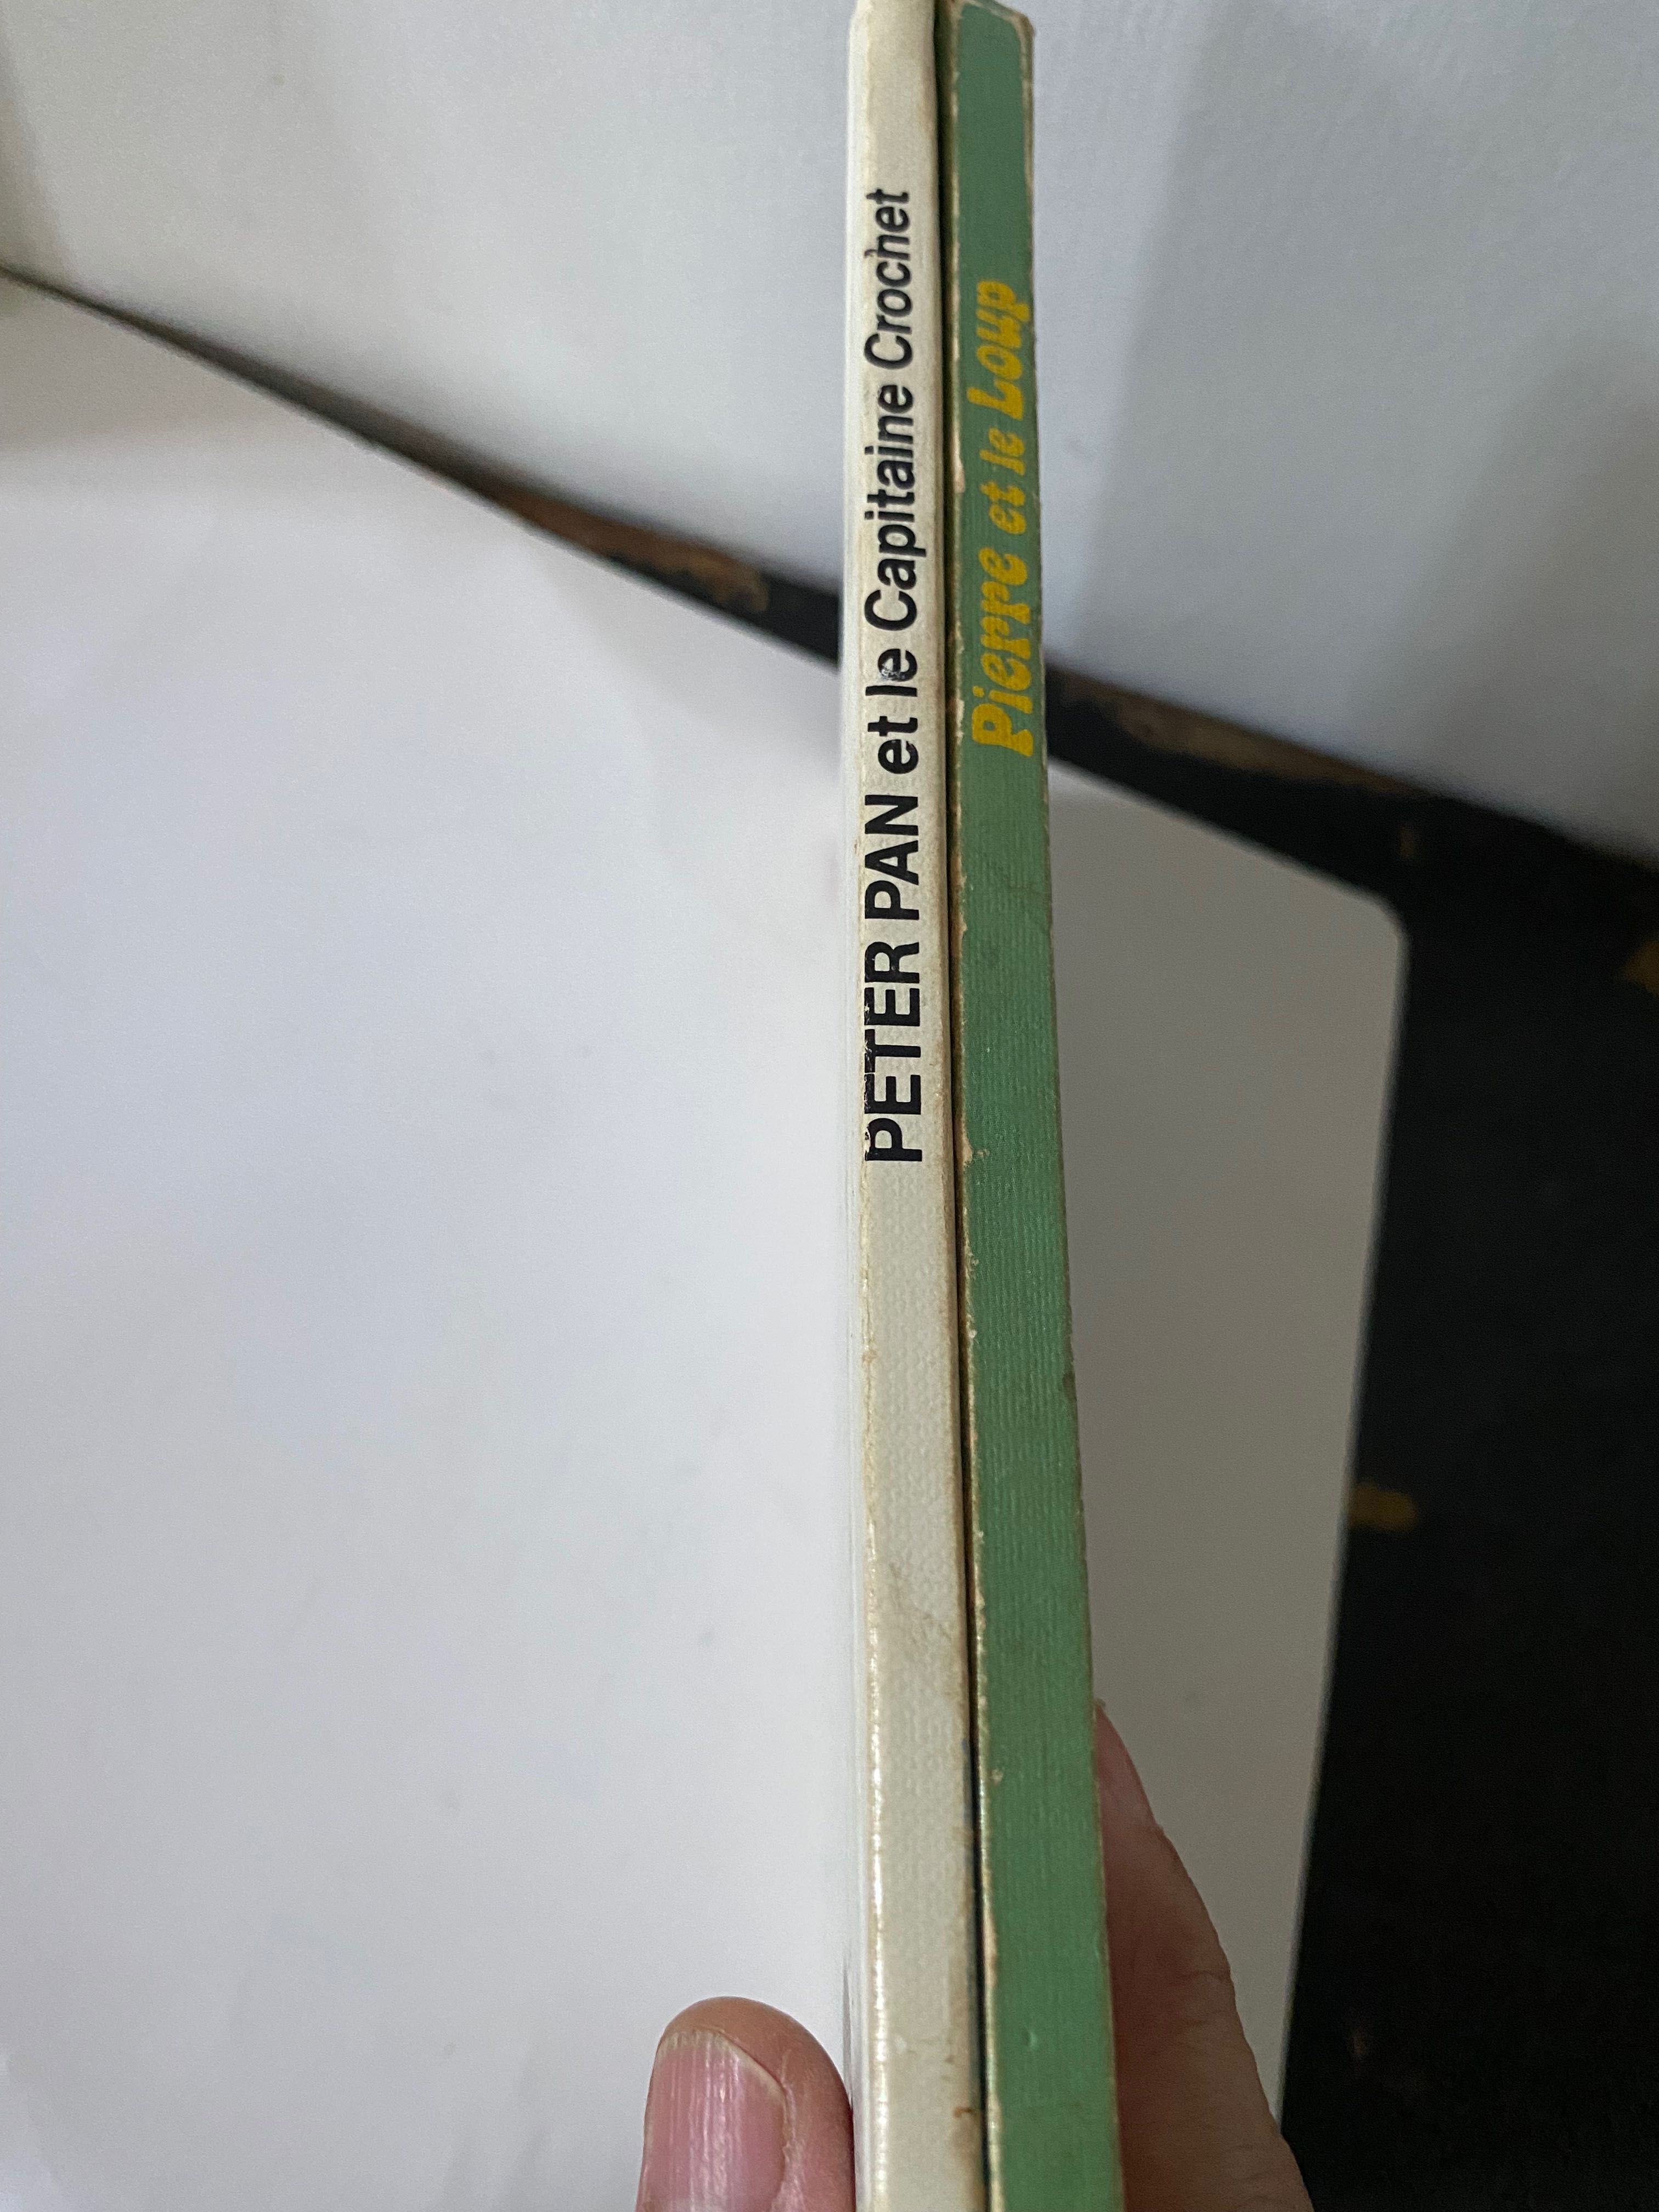 PETER PAN et le Capitaine Crochet
Pierre et le Loup